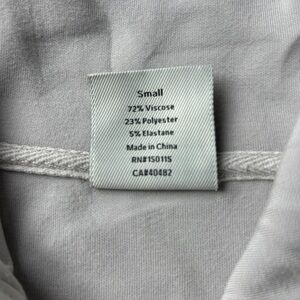 Small
72% Viscose
23% Polyester
5% Elastane
Made in China
RN#150115
CA#40482